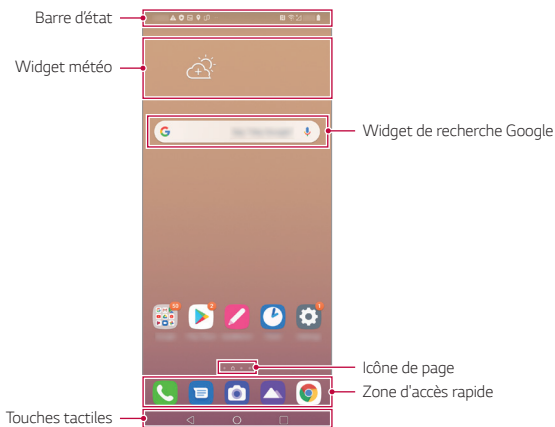 Barre d'état
Widget météo
Widget de recherche Google
Icône de page
Zone d'accès rapide
Touches tactiles